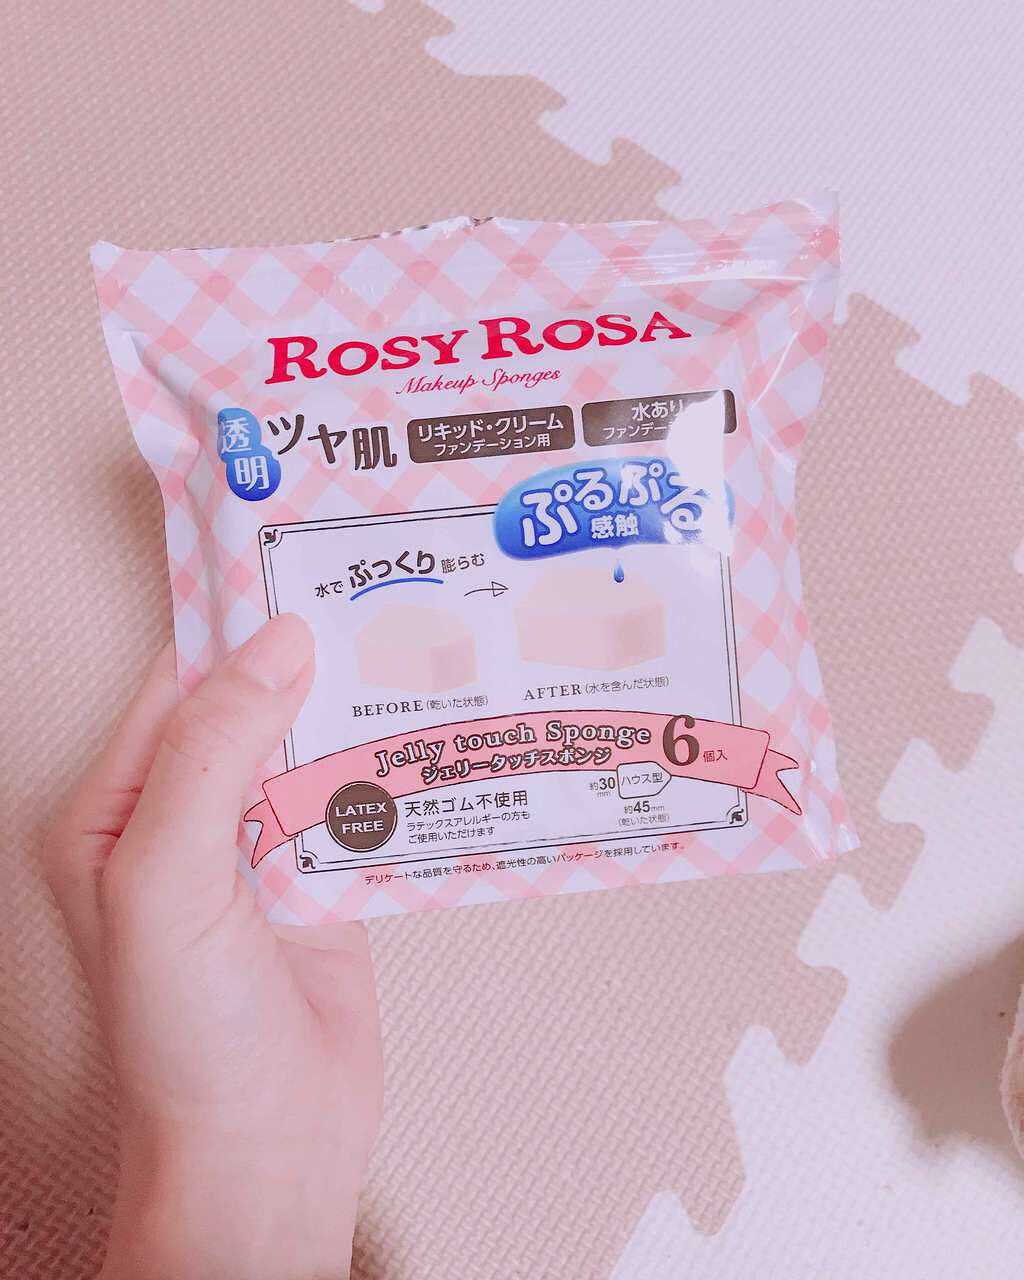 ROSY ROSA
Makeup Sponges
透明
ツヤ肌
リキッド・クリーム
ファンデーション用
水あり
ファンデー
ぷるぷる
感触
水でぷっくり膨らむ
BEFORE(乾いた状態)
AFTER(水を含んだ状態)
Jelly touch Sponge
ジェリータッチスポンジ
6個入
LATEX
FREE
天然ゴム不使用
ラテックスアレルギーの方も
ご使用いただけます
約30mm
ハウス型
約45mm
(乾いた状態)
デリケートな品質を守るため、遮光性の高いパッケージを採用しています。